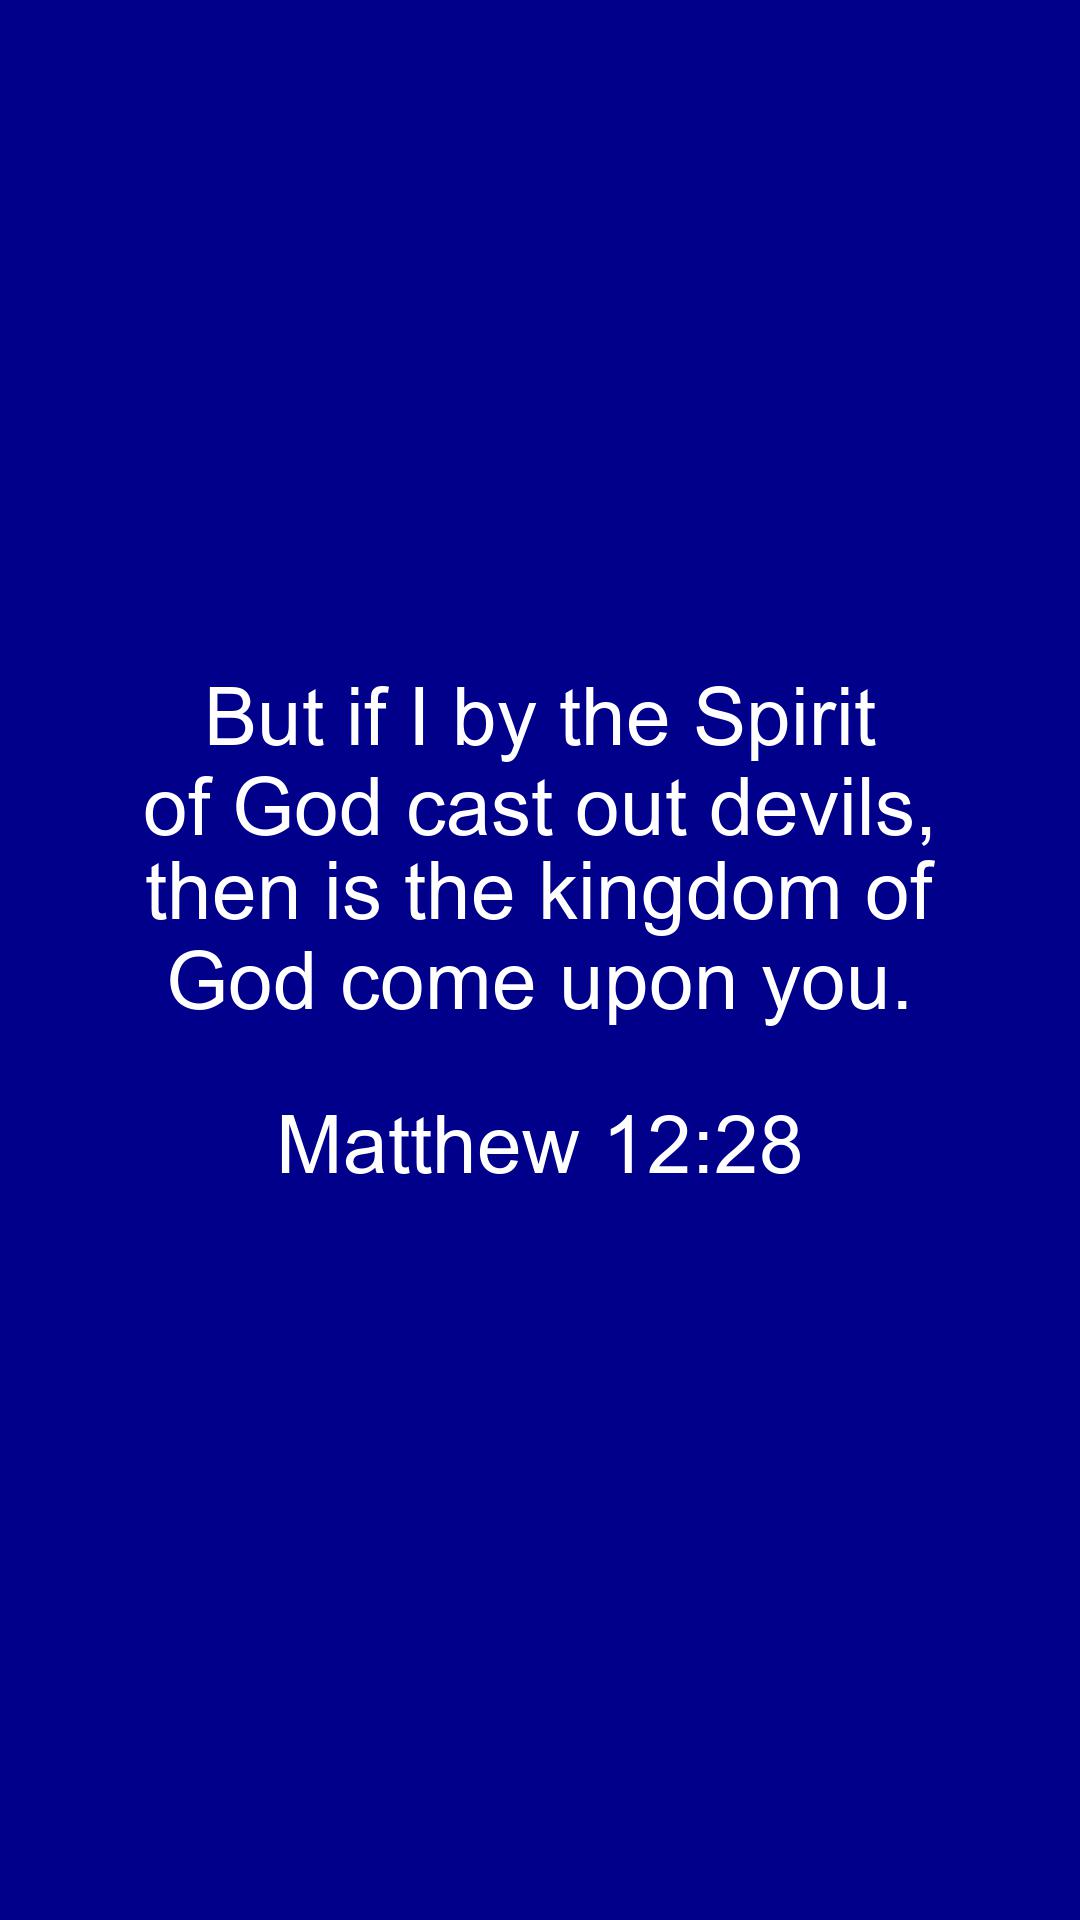 But if I by the Spirit
of God cast out devils,
then is the kingdom of
God come upon you.
Matthew 12:28